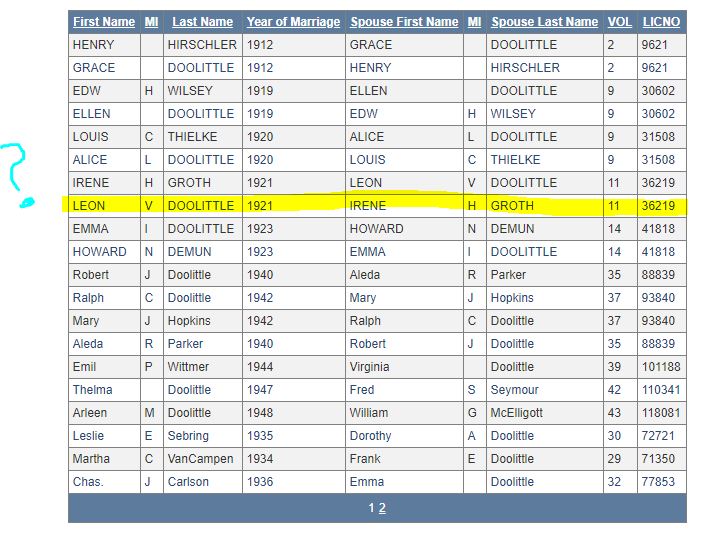 First Name MI Last Name Year of Marriage Spouse First Name MI Spouse Last Name VOL LICNO
HENRY HIRSCHLER 1912 GRACE DOOLITTLE 2 9621
GRACE DOOLITTLE 1912 HENRY HIRSCHLER 2 9621
EDW H WILSEY 1919 ELLEN DOOLITTLE 9 30602
ELLEN DOOLITTLE 1919 EDW H WILSEY 9 30602
LOUIS C THIELKE 1920 ALICE L DOOLITTLE 9 31508
ALICE L DOOLITTLE 1920 LOUIS C THIELKE 9 31508
IRENE H GROTH 1921 LEON V DOOLITTLE 11 36219
? LEON V DOOLITTLE 1921 IRENE H GROTH 11 36219
EMMA I DOOLITTLE 1923 HOWARD N DEMUN 14 41818
HOWARD N DEMUN 1923 EMMA I DOOLITTLE 14 41818
Robert J Doolittle 1940 Aleda R Parker 35 88839
Ralph C Doolittle 1942 Mary J Hopkins 37 93840
Mary J Hopkins 1942 Ralph C Doolittle 37 93840
Aleda R Parker 1940 Robert J Doolittle 35 88839
Emil P Wittmer 1944 Virginia Doolittle 39 101188
Thelma Doolittle 1947 Fred S Seymour 42 110341
Arleen M Doolittle 1948 William G McElligott 43 118081
Leslie E Sebring 1935 Dorothy A Doolittle 30 72721
Martha C VanCampen 1934 Frank E Doolittle 29 71350
Chas. J Carlson 1936 Emma Doolittle 32 77853
1 2